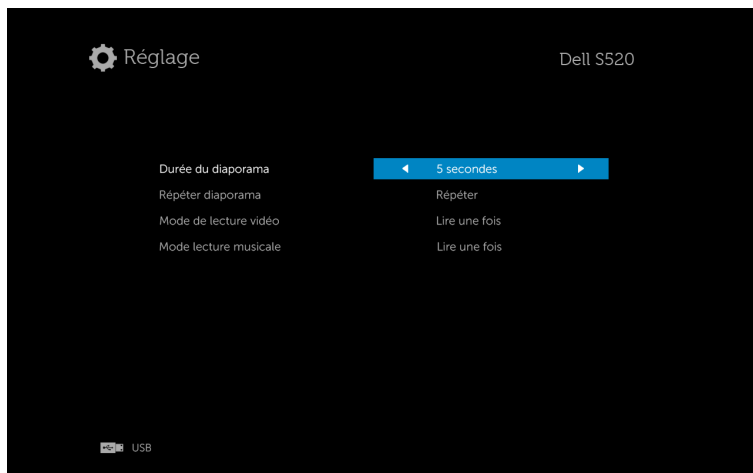 Réglage
Dell S520
Durée du diaporama 5 secondes
Répéter diaporama Répéter
Mode de lecture vidéo Lire une fois
Mode lecture musicale Lire une fois
USB